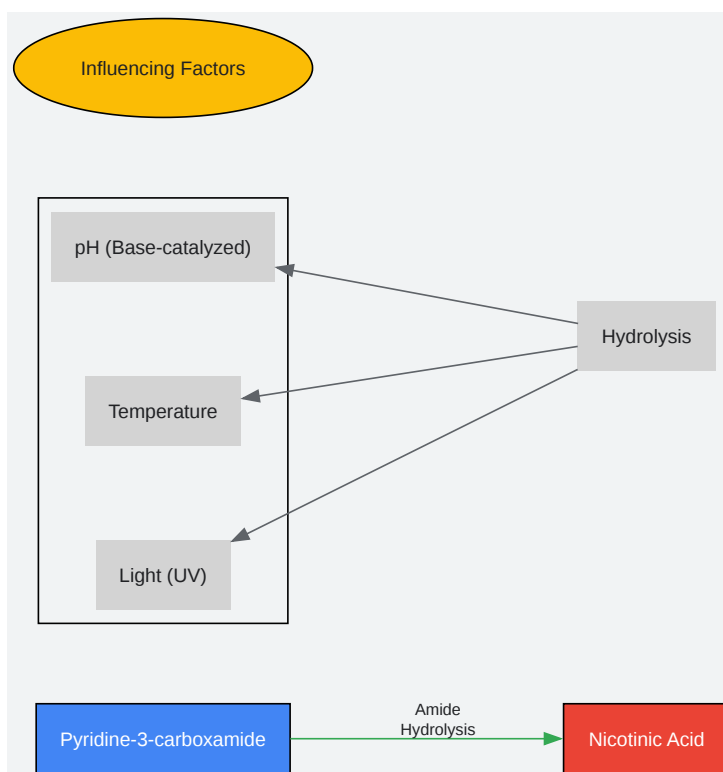 Influencing Factors
pH (Base-catalyzed)
Hydrolysis
Temperature
Light (UV)
Amide
Hydrolysis
Pyridine-3-carboxamide
Nicotinic Acid